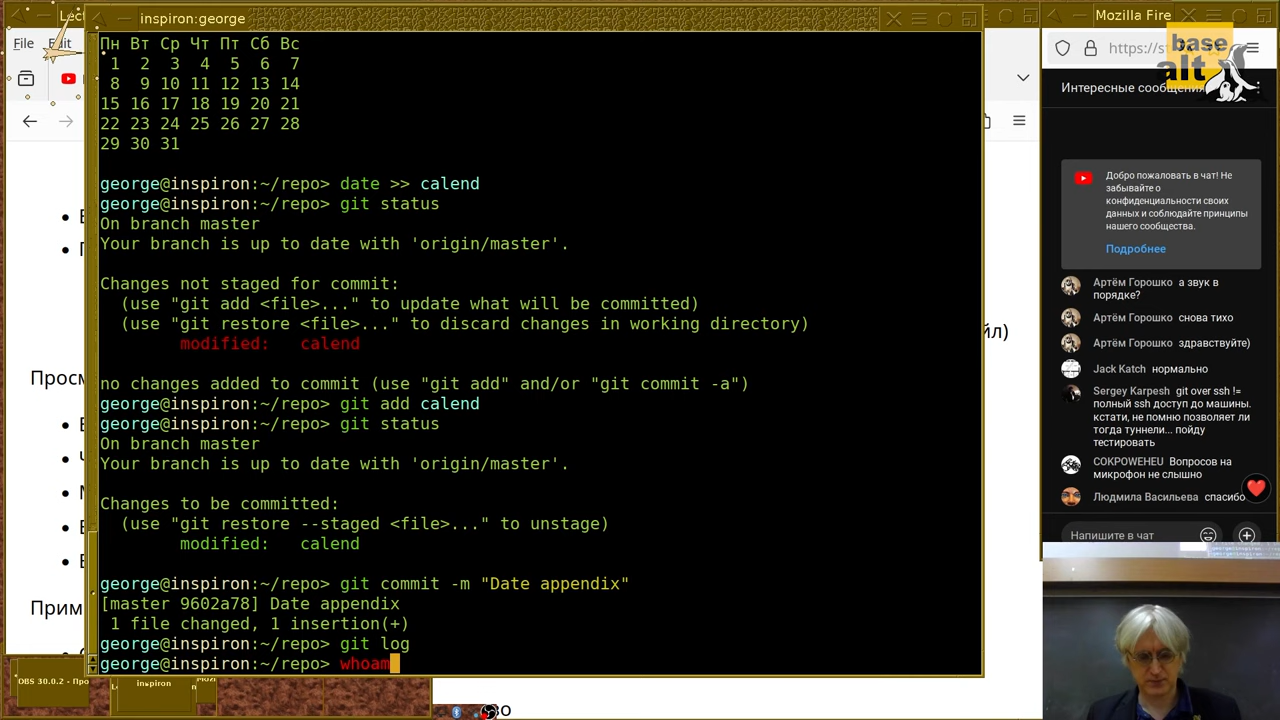 Lect
inspiron:george
Mozilla Fire
File Edit
https://s
base
alt
Интересные сообщения
Пн Вт Ср Чт Пт Сб Вс
1 2 3 4 5 6 7
8 9 10 11 12 13 14
15 16 17 18 19 20 21
22 23 24 25 26 27 28
29 30 31
george@inspiron:~/repo> date >> calend
george@inspiron:~/repo> git status
On branch master
Your branch is up to date with 'origin/master'.
Changes not staged for commit:
(use "git add <file>..." to update what will be committed)
(use "git restore <file>..." to discard changes in working directory)
modified: calend
no changes added to commit (use "git add" and/or "git commit -a")
george@inspiron:~/repo> git add calend
george@inspiron:~/repo> git status
On branch master
Your branch is up to date with 'origin/master'.
Changes to be committed:
(use "git restore --staged <file>..." to unstage)
modified: calend
george@inspiron:~/repo> git commit -m "Date appendix"
[master 9602a78] Date appendix
1 file changed, 1 insertion(+)
george@inspiron:~/repo> git log
george@inspiron:~/repo> whoam
йл)
Просм
Прим
Добро пожаловать в чат! Не
забывайте о
конфиденциальности своих
данных и соблюдайте принципы
нашего сообщества.
Подробнее
Артём Горошко а звук в
порядке?
Артём Горошко снова тихо
Артём Горошко здравствуйте)
Jack Katch нормально
Sergey Karpesh git over ssh !=
полный ssh доступ до машины.
кстати, не помню позволяет ли
тогда туннели... пойду
тестировать
COKPOWEHEU Вопросов на
микрофон не слышно
Людмила Васильева спасибо
Напишите в чат
OBS 30.0.2 - Про
inspiron